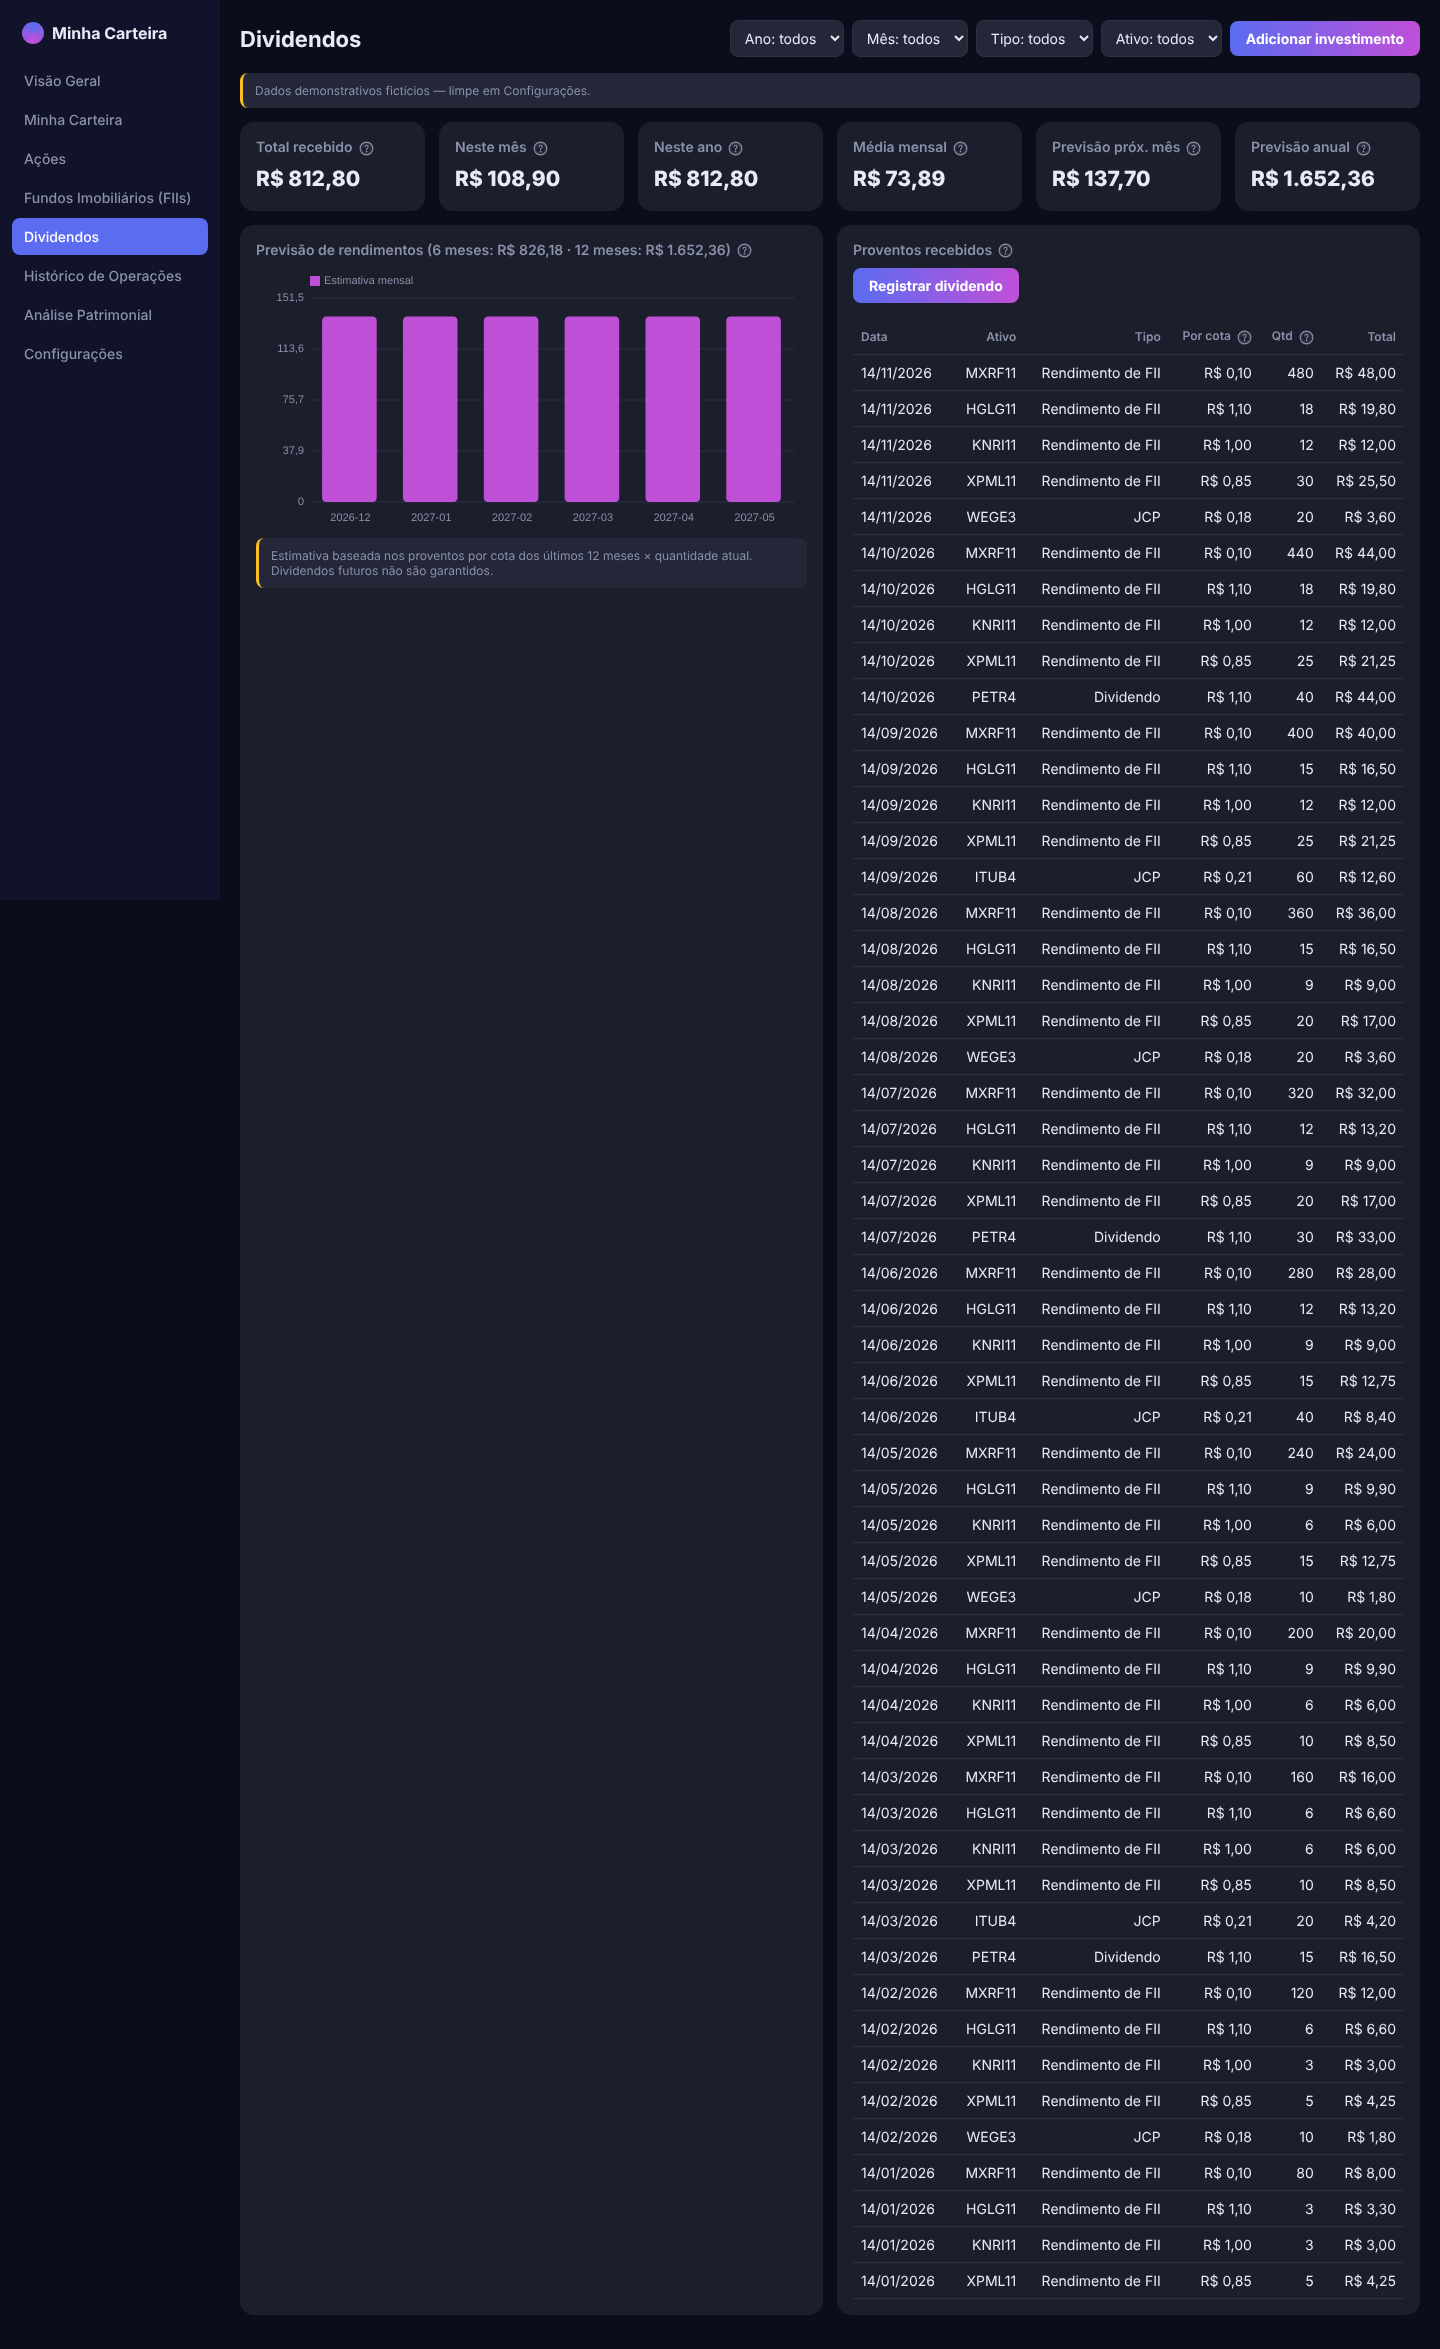 Minha Carteira
Visão Geral
Minha Carteira
Ações
Fundos Imobiliários (FIIs)
Dividendos
Histórico de Operações
Análise Patrimonial
Configurações
Dividendos
Ano: todos
Mês: todos
Tipo: todos
Ativo: todos
Adicionar investimento
Dados demonstrativos fictícios — limpe em Configurações.
Total recebido ?
R$ 812,80
Neste mês ?
R$ 108,90
Neste ano ?
R$ 812,80
Média mensal ?
R$ 73,89
Previsão próx. mês ?
R$ 137,70
Previsão anual ?
R$ 1.652,36
Previsão de rendimentos (6 meses: R$ 826,18 · 12 meses: R$ 1.652,36) ?
Estimativa mensal
151,5
113,6
75,7
37,9
0
2026-12 2027-01 2027-02 2027-03 2027-04 2027-05
Estimativa baseada nos proventos por cota dos últimos 12 meses × quantidade atual.
Dividendos futuros não são garantidos.
Proventos recebidos ?
Registrar dividendo
Data Ativo Tipo Por cota ? Qtd ? Total
14/11/2026 MXRF11 Rendimento de FII R$ 0,10 480 R$ 48,00
14/11/2026 HGLG11 Rendimento de FII R$ 1,10 18 R$ 19,80
14/11/2026 KNRI11 Rendimento de FII R$ 1,00 12 R$ 12,00
14/11/2026 XPML11 Rendimento de FII R$ 0,85 30 R$ 25,50
14/11/2026 WEGE3 JCP R$ 0,18 20 R$ 3,60
14/10/2026 MXRF11 Rendimento de FII R$ 0,10 440 R$ 44,00
14/10/2026 HGLG11 Rendimento de FII R$ 1,10 18 R$ 19,80
14/10/2026 KNRI11 Rendimento de FII R$ 1,00 12 R$ 12,00
14/10/2026 XPML11 Rendimento de FII R$ 0,85 25 R$ 21,25
14/10/2026 PETR4 Dividendo R$ 1,10 40 R$ 44,00
14/09/2026 MXRF11 Rendimento de FII R$ 0,10 400 R$ 40,00
14/09/2026 HGLG11 Rendimento de FII R$ 1,10 15 R$ 16,50
14/09/2026 KNRI11 Rendimento de FII R$ 1,00 12 R$ 12,00
14/09/2026 XPML11 Rendimento de FII R$ 0,85 25 R$ 21,25
14/09/2026 ITUB4 JCP R$ 0,21 60 R$ 12,60
14/08/2026 MXRF11 Rendimento de FII R$ 0,10 360 R$ 36,00
14/08/2026 HGLG11 Rendimento de FII R$ 1,10 15 R$ 16,50
14/08/2026 KNRI11 Rendimento de FII R$ 1,00 9 R$ 9,00
14/08/2026 XPML11 Rendimento de FII R$ 0,85 20 R$ 17,00
14/08/2026 WEGE3 JCP R$ 0,18 20 R$ 3,60
14/07/2026 MXRF11 Rendimento de FII R$ 0,10 320 R$ 32,00
14/07/2026 HGLG11 Rendimento de FII R$ 1,10 12 R$ 13,20
14/07/2026 KNRI11 Rendimento de FII R$ 1,00 9 R$ 9,00
14/07/2026 XPML11 Rendimento de FII R$ 0,85 20 R$ 17,00
14/07/2026 PETR4 Dividendo R$ 1,10 30 R$ 33,00
14/06/2026 MXRF11 Rendimento de FII R$ 0,10 280 R$ 28,00
14/06/2026 HGLG11 Rendimento de FII R$ 1,10 12 R$ 13,20
14/06/2026 KNRI11 Rendimento de FII R$ 1,00 9 R$ 9,00
14/06/2026 XPML11 Rendimento de FII R$ 0,85 15 R$ 12,75
14/06/2026 ITUB4 JCP R$ 0,21 40 R$ 8,40
14/05/2026 MXRF11 Rendimento de FII R$ 0,10 240 R$ 24,00
14/05/2026 HGLG11 Rendimento de FII R$ 1,10 9 R$ 9,90
14/05/2026 KNRI11 Rendimento de FII R$ 1,00 6 R$ 6,00
14/05/2026 XPML11 Rendimento de FII R$ 0,85 15 R$ 12,75
14/05/2026 WEGE3 JCP R$ 0,18 10 R$ 1,80
14/04/2026 MXRF11 Rendimento de FII R$ 0,10 200 R$ 20,00
14/04/2026 HGLG11 Rendimento de FII R$ 1,10 9 R$ 9,90
14/04/2026 KNRI11 Rendimento de FII R$ 1,00 6 R$ 6,00
14/04/2026 XPML11 Rendimento de FII R$ 0,85 10 R$ 8,50
14/03/2026 MXRF11 Rendimento de FII R$ 0,10 160 R$ 16,00
14/03/2026 HGLG11 Rendimento de FII R$ 1,10 6 R$ 6,60
14/03/2026 KNRI11 Rendimento de FII R$ 1,00 6 R$ 6,00
14/03/2026 XPML11 Rendimento de FII R$ 0,85 10 R$ 8,50
14/03/2026 ITUB4 JCP R$ 0,21 20 R$ 4,20
14/03/2026 PETR4 Dividendo R$ 1,10 15 R$ 16,50
14/02/2026 MXRF11 Rendimento de FII R$ 0,10 120 R$ 12,00
14/02/2026 HGLG11 Rendimento de FII R$ 1,10 6 R$ 6,60
14/02/2026 KNRI11 Rendimento de FII R$ 1,00 3 R$ 3,00
14/02/2026 XPML11 Rendimento de FII R$ 0,85 5 R$ 4,25
14/02/2026 WEGE3 JCP R$ 0,18 10 R$ 1,80
14/01/2026 MXRF11 Rendimento de FII R$ 0,10 80 R$ 8,00
14/01/2026 HGLG11 Rendimento de FII R$ 1,10 3 R$ 3,30
14/01/2026 KNRI11 Rendimento de FII R$ 1,00 3 R$ 3,00
14/01/2026 XPML11 Rendimento de FII R$ 0,85 5 R$ 4,25